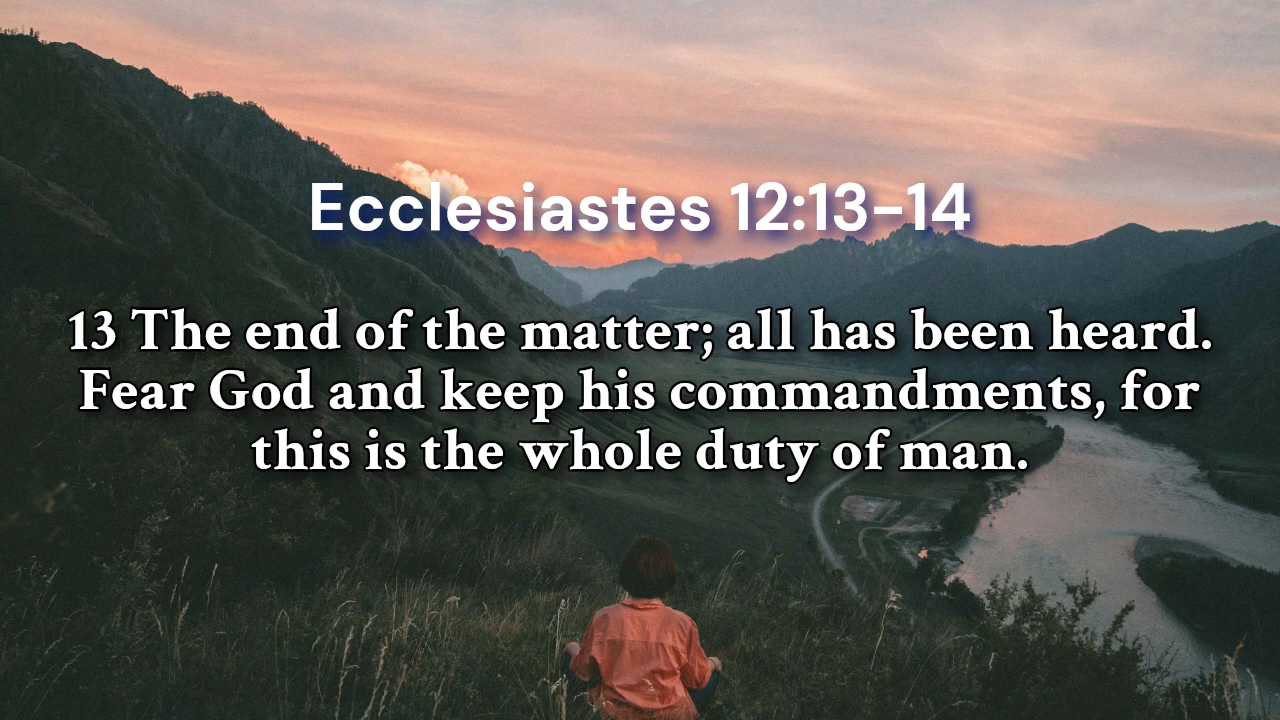 Ecclesiastes 12:13-14
13 The end of the matter; all has been heard.
Fear God and keep his commandments, for
this is the whole duty of man.